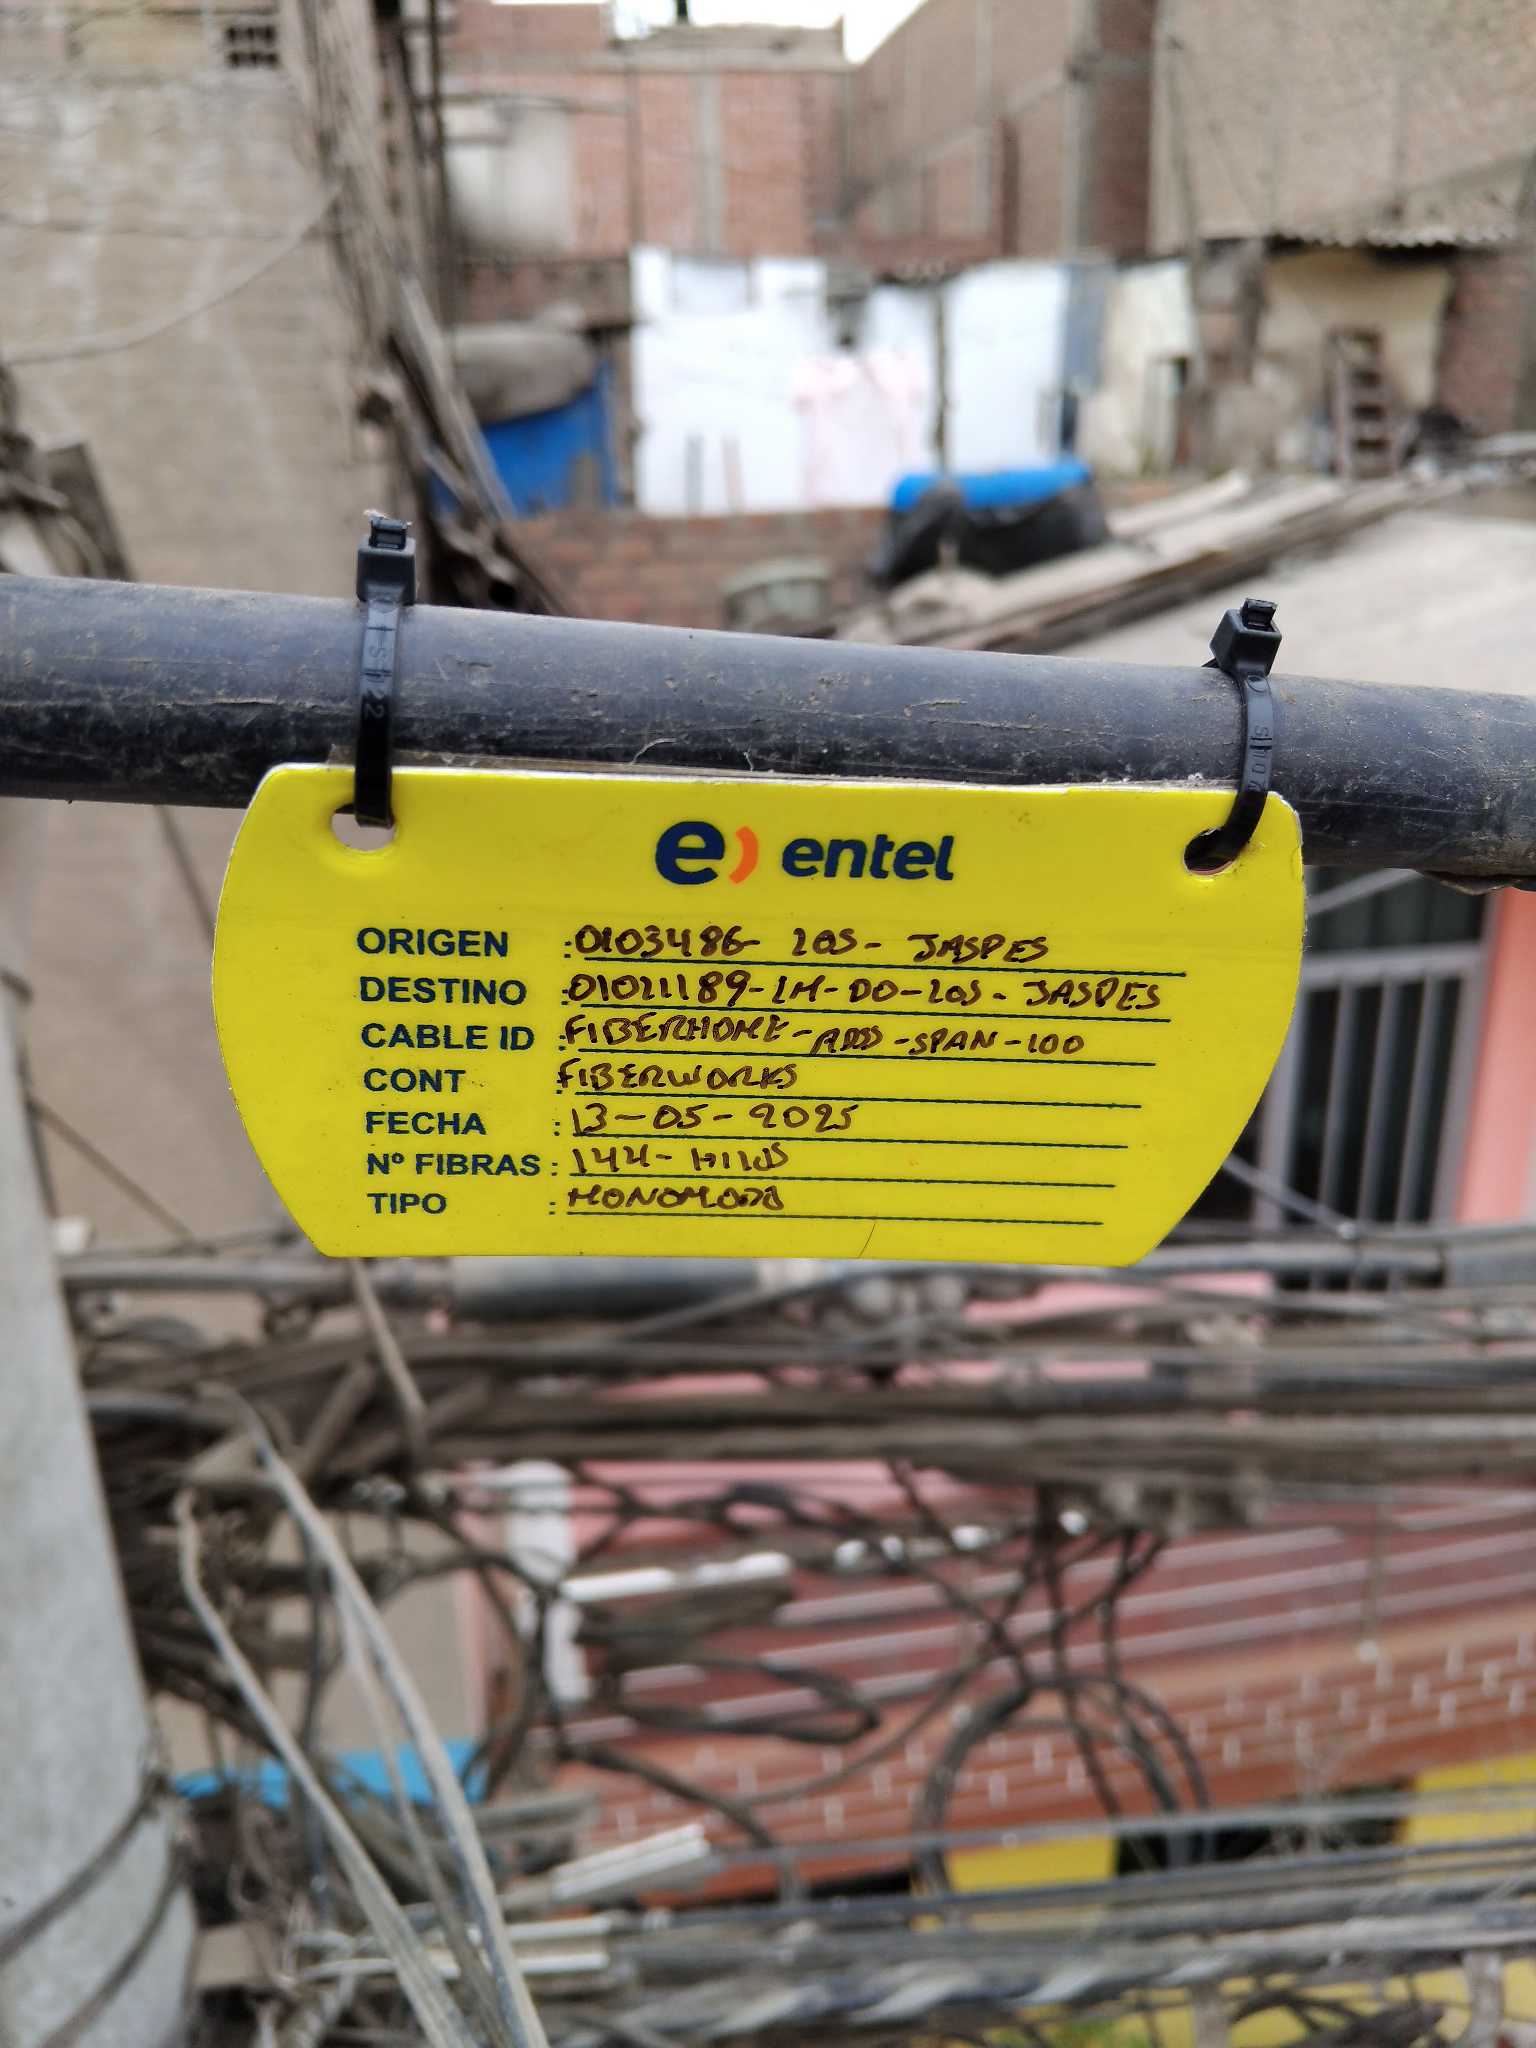 e) entel
ORIGEN : 0103486- LOS - JASPES
DESTINO : 01021189-LM-DO-LOS - JASPES
CABLE ID : FIBERHOME-ADSS-SPAN-100
CONT : FIBERWORKS
FECHA : 13-05-2025
Nº FIBRAS : 144-HILOS
TIPO : MONOMODO